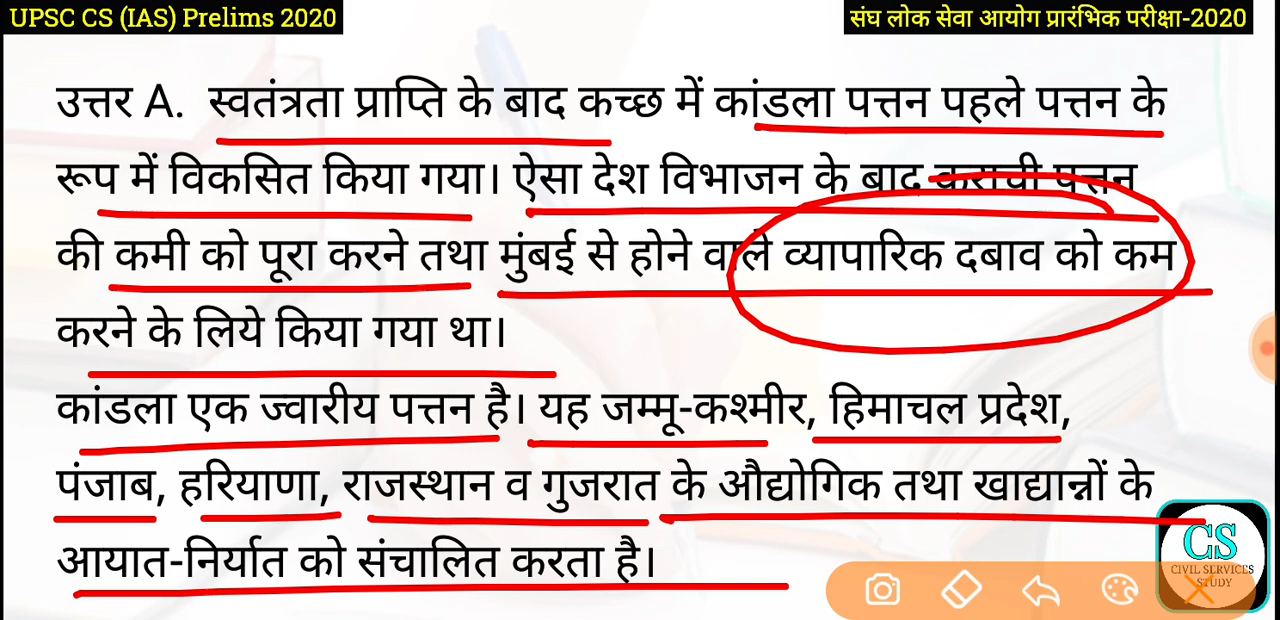 UPSC CS (IAS) Prelims 2020
संघ लोक सेवा आयोग प्रारंभिक परीक्षा-2020
उत्तर A. स्वतंत्रता प्राप्ति के बाद कच्छ में कांडला पत्तन पहले पत्तन के
रूप में विकसित किया गया। ऐसा देश विभाजन के बाद कराची पत्तन
की कमी को पूरा करने तथा मुंबई से होने वाले व्यापारिक दबाव को कम
करने के लिये किया गया था।
कांडला एक ज्वारीय पत्तन है। यह जम्मू-कश्मीर, हिमाचल प्रदेश,
पंजाब, हरियाणा, राजस्थान व गुजरात के औद्योगिक तथा खाद्यान्नों के
आयात-निर्यात को संचालित करता है।
CS
CIVIL SERVICES
STUDY